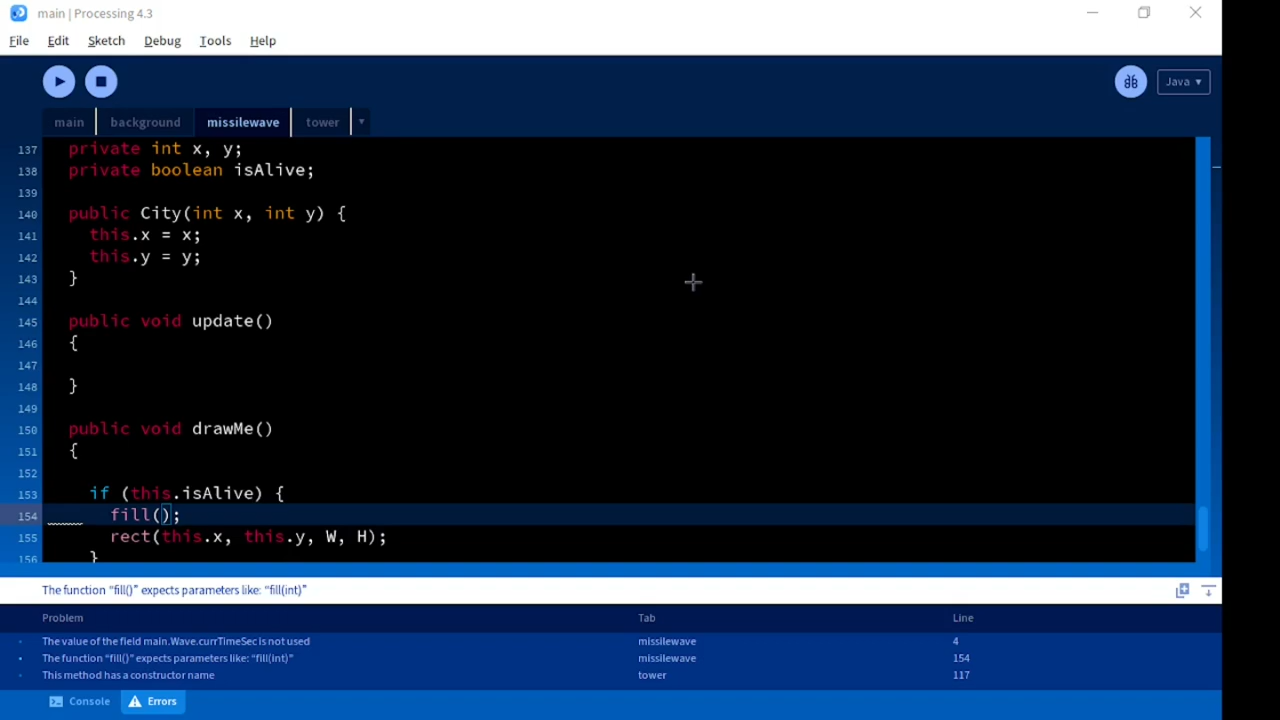 main | Processing 4.3
File Edit Sketch Debug Tools Help
Java ▾
main background missilewave tower ▾
137 private int x, y;
138 private boolean isAlive;
139
140 public City(int x, int y) {
141 this.x = x;
142 this.y = y;
143 }
144
145 public void update()
146 {
147
148 }
149
150 public void drawMe()
151 {
152
153 if (this.isAlive) {
154 fill();
155 rect(this.x, this.y, W, H);
156 }
The function “fill()” expects parameters like: “fill(int)”
Problem Tab Line
The value of the field main.Wave.currTimeSec is not used missilewave 4
The function “fill()” expects parameters like: “fill(int)” missilewave 154
This method has a constructor name tower 117
Console Errors